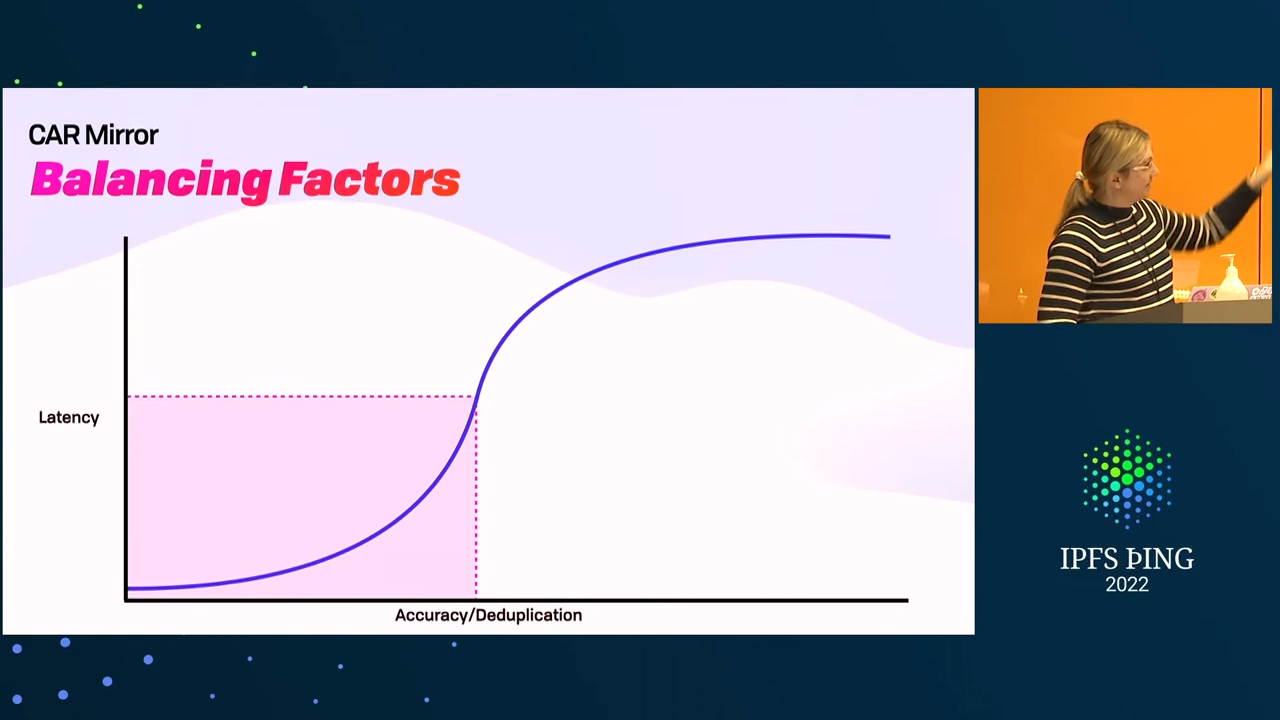 CAR Mirror
Balancing Factors
Latency
Accuracy/Deduplication
IPFS ÞING
2022